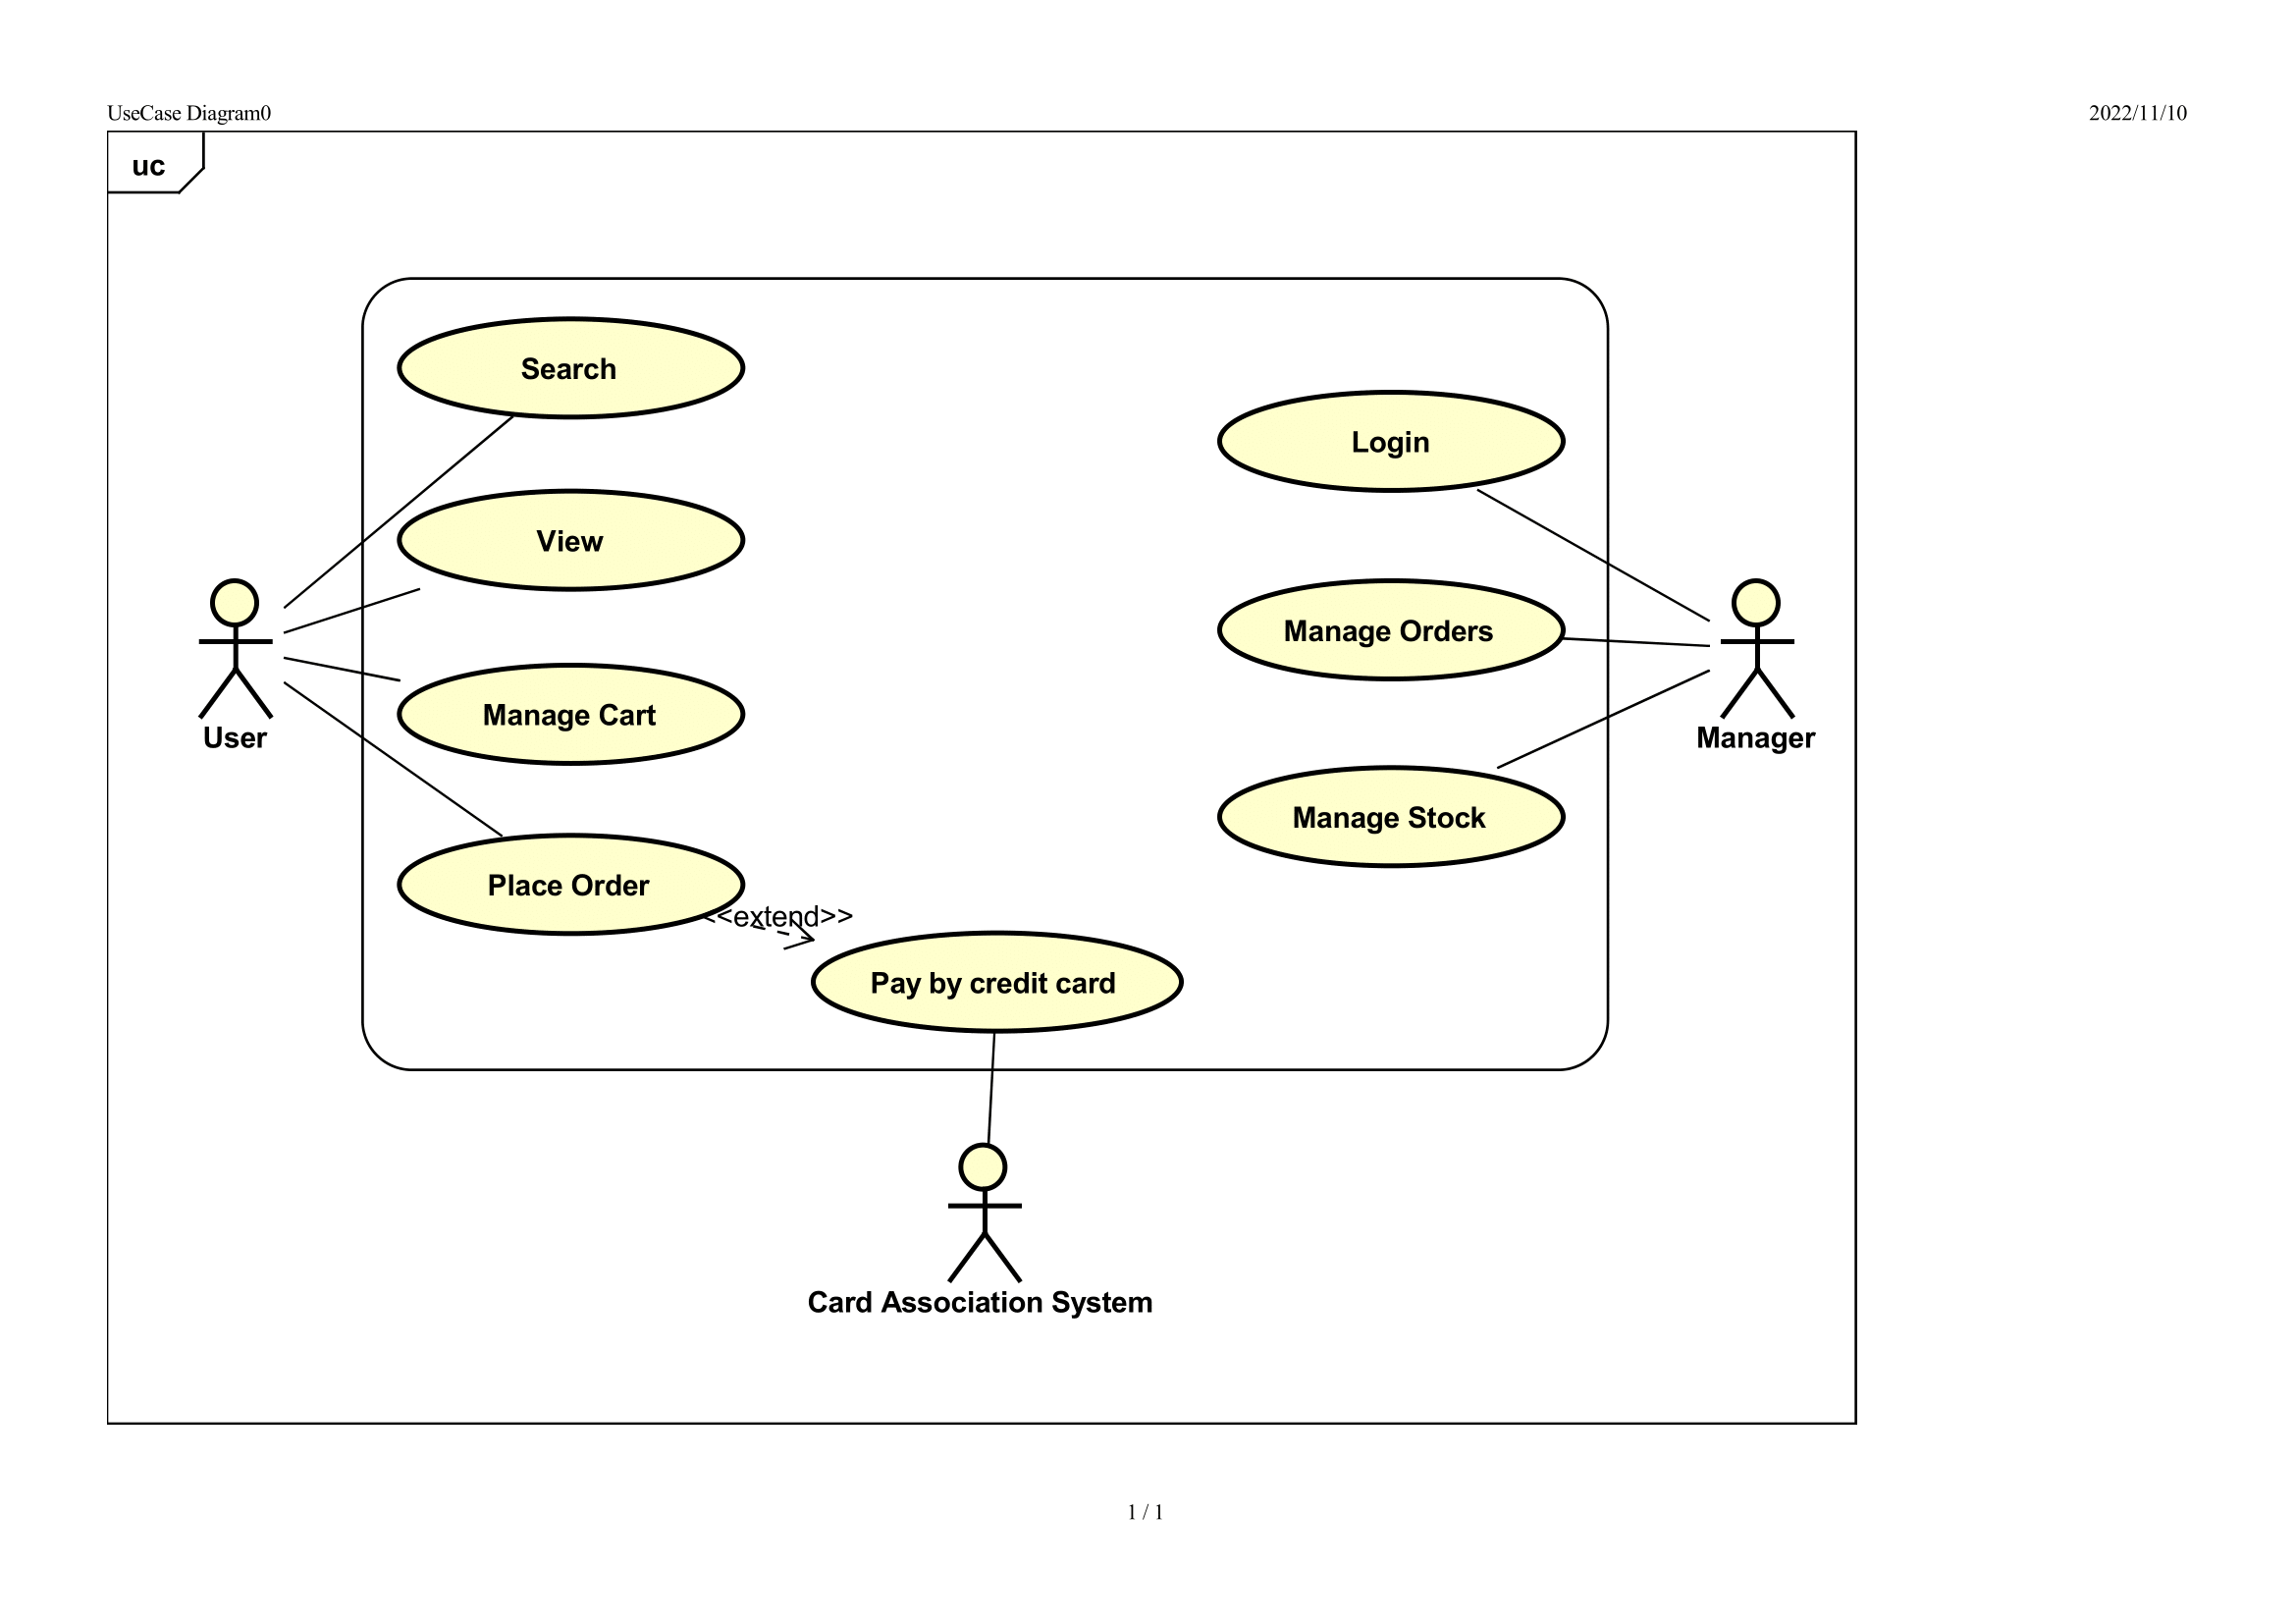 UseCase Diagram0
2022/11/10
uc
Search
Login
View
Manage Orders
Manage Cart
User
Manager
Manage Stock
Place Order
<<extend>>
Pay by credit card
Card Association System
1 / 1